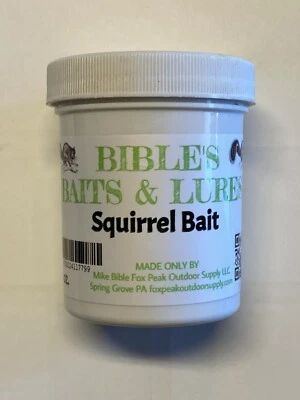 BIBLE'S
BAITS & LURES
Squirrel Bait
MADE ONLY BY
Mike Bible Fox Peak Outdoor Supply LLC.
Spring Grove PA foxpeakoutdoorsupply.com